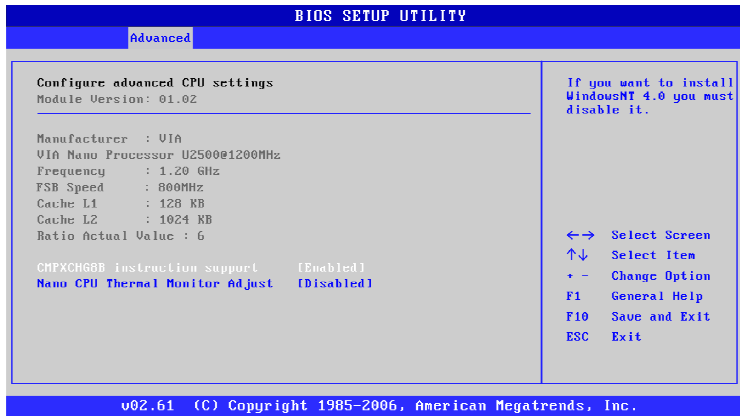 BIOS SETUP UTILITY
Advanced
Configure advanced CPU settings
Module Version: 01.02
Manufacturer : VIA
VIA Nano Processor U2500@1200MHz
Frequency : 1.20 GHz
FSB Speed : 800MHz
Cache L1 : 128 KB
Cache L2 : 1024 KB
Ratio Actual Value : 6
CMPXCHG8B instruction support [Enabled]
Nano CPU Thermal Monitor Adjust [Disabled]
If you want to install
WindowsNT 4.0 you must
disable it.
←→ Select Screen
↑↓ Select Item
+ - Change Option
F1 General Help
F10 Save and Exit
ESC Exit
v02.61 (C) Copyright 1985-2006, American Megatrends, Inc.